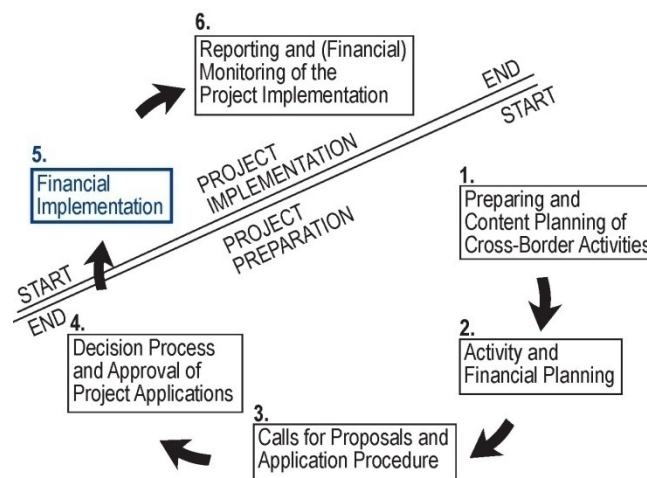 6.
Reporting and (Financial)
Monitoring of the
Project Implementation
END
START
5.
Financial
Implementation
PROJECT
IMPLEMENTATION
PROJECT
PREPARATION
1.
Preparing and
Content Planning of
Cross-Border Activities
START
END
4.
Decision Process
and Approval of
Project Applications
2.
Activity and
Financial Planning
3.
Calls for Proposals and
Application Procedure